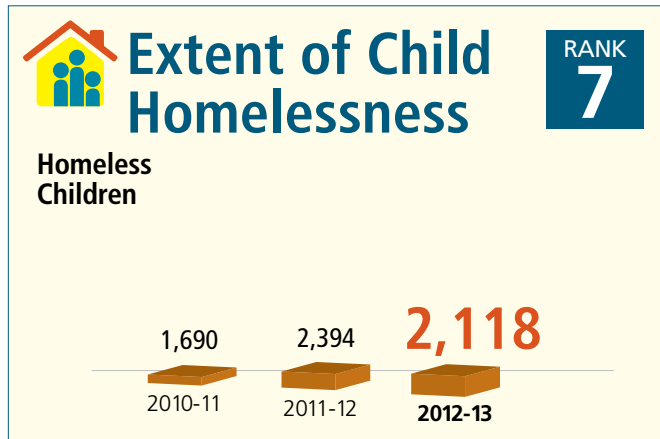 Extent of Child
Homelessness
RANK
7
Homeless
Children
1,690
2,394
2,118
2010-11
2011-12
2012-13